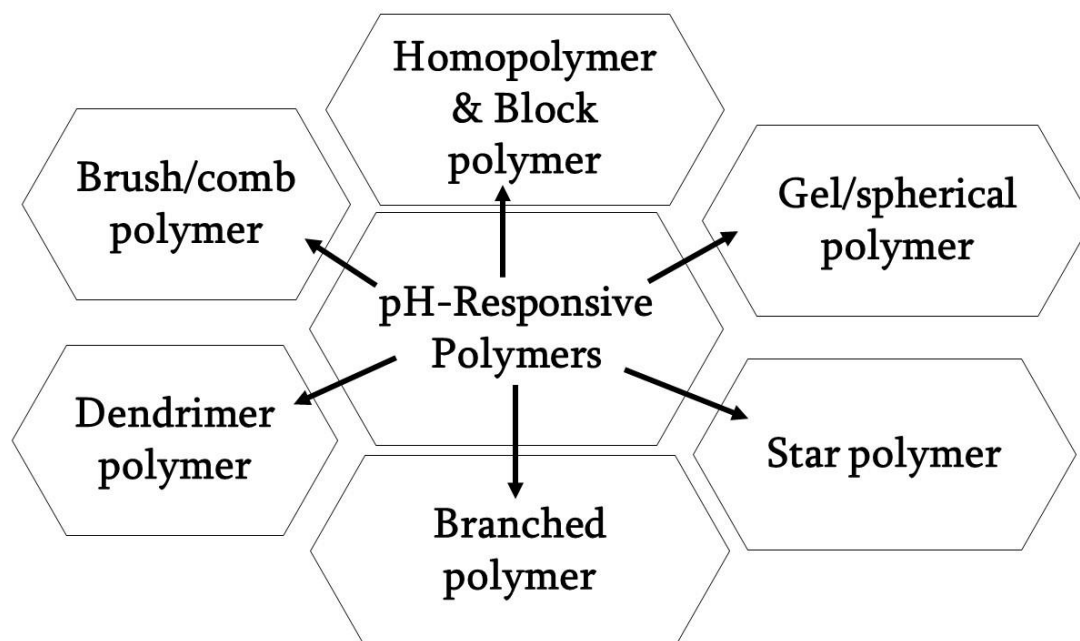 Homopolymer
& Block
polymer
Brush/comb
polymer
Gel/spherical
polymer
pH-Responsive
Polymers
Dendrimer
polymer
Star polymer
Branched
polymer